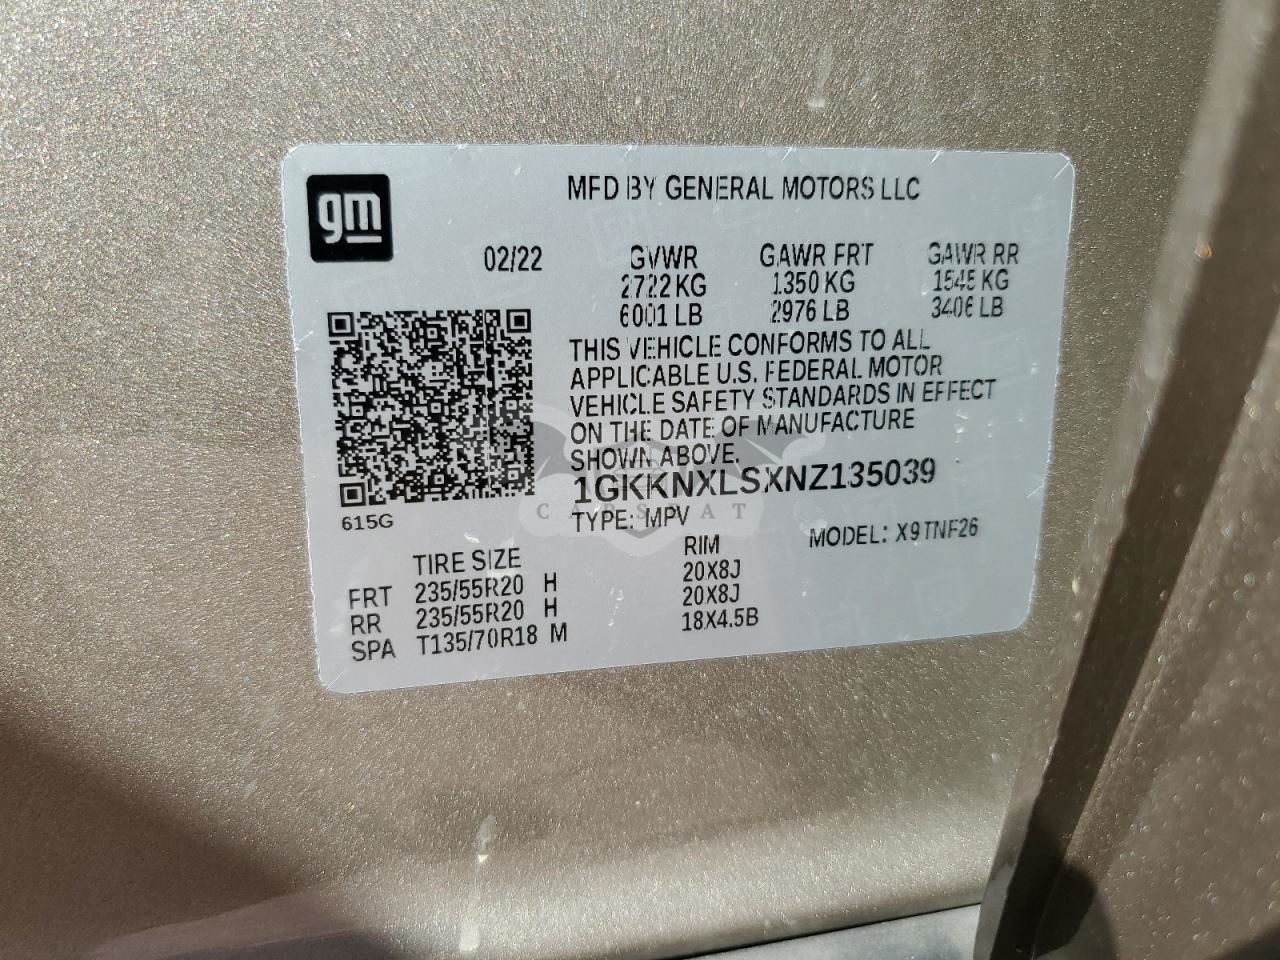 gm
MFD BY GENERAL MOTORS LLC
02/22 GVWR GAWR FRT GAWR RR
2722 KG 1350 KG 1545 KG
6001 LB 2976 LB 3406 LB
THIS VEHICLE CONFORMS TO ALL
APPLICABLE U.S. FEDERAL MOTOR
VEHICLE SAFETY STANDARDS IN EFFECT
ON THE DATE OF MANUFACTURE
SHOWN ABOVE.
1GKKNXLSXNZ135039
615G
TYPE: MPV MODEL: X9TNF26
TIRE SIZE RIM
FRT 235/55R20 H 20X8J
RR 235/55R20 H 20X8J
SPA T135/70R18 M 18X4.5B